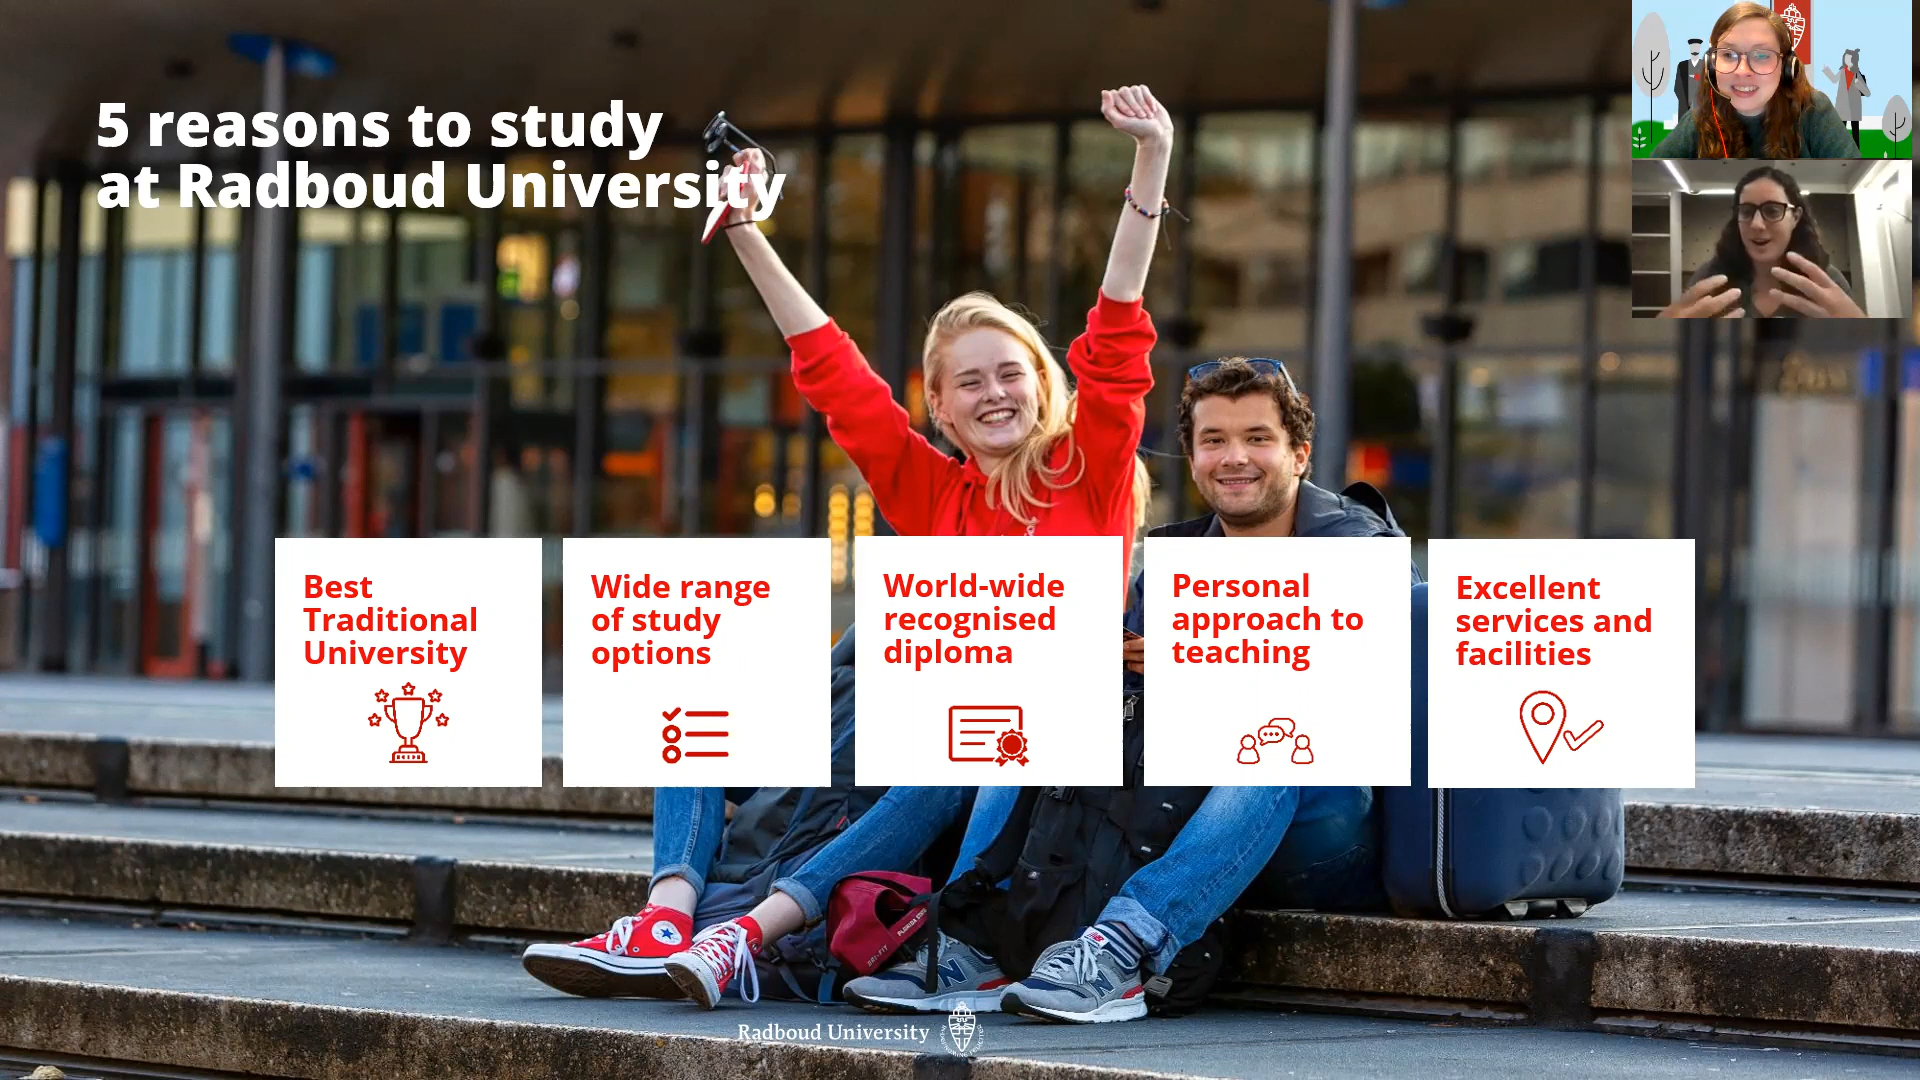 5 reasons to study
at Radboud University
Best
Traditional
University
Wide range
of study
options
World-wide
recognised
diploma
Personal
approach to
teaching
Excellent
services and
facilities
Radboud University